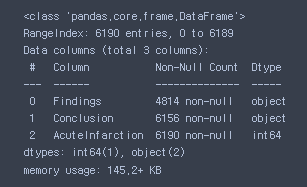 <class 'pandas.core.frame.DataFrame'>
RangeIndex: 6190 entries, 0 to 6189
Data columns (total 3 columns):
 #   Column           Non-Null Count  Dtype
---  ------           --------------  -----
 0   Findings         4814 non-null   object
 1   Conclusion       6156 non-null   object
 2   AcuteInfarction  6190 non-null   int64
dtypes: int64(1), object(2)
memory usage: 145.2+ KB